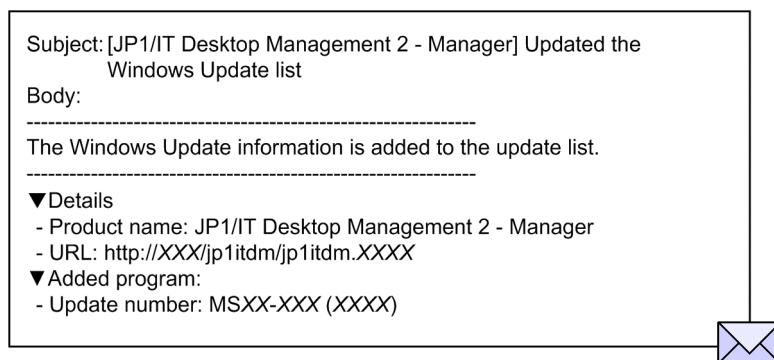 Subject: [JP1/IT Desktop Management 2 - Manager] Updated the
Windows Update list
Body:
---------------------------------------------------------------
The Windows Update information is added to the update list.
---------------------------------------------------------------
▼Details
- Product name: JP1/IT Desktop Management 2 - Manager
- URL: http://XXX/jp1itdm/jp1itdm.XXXX
▼Added program:
- Update number: MSXX-XXX (XXXX)